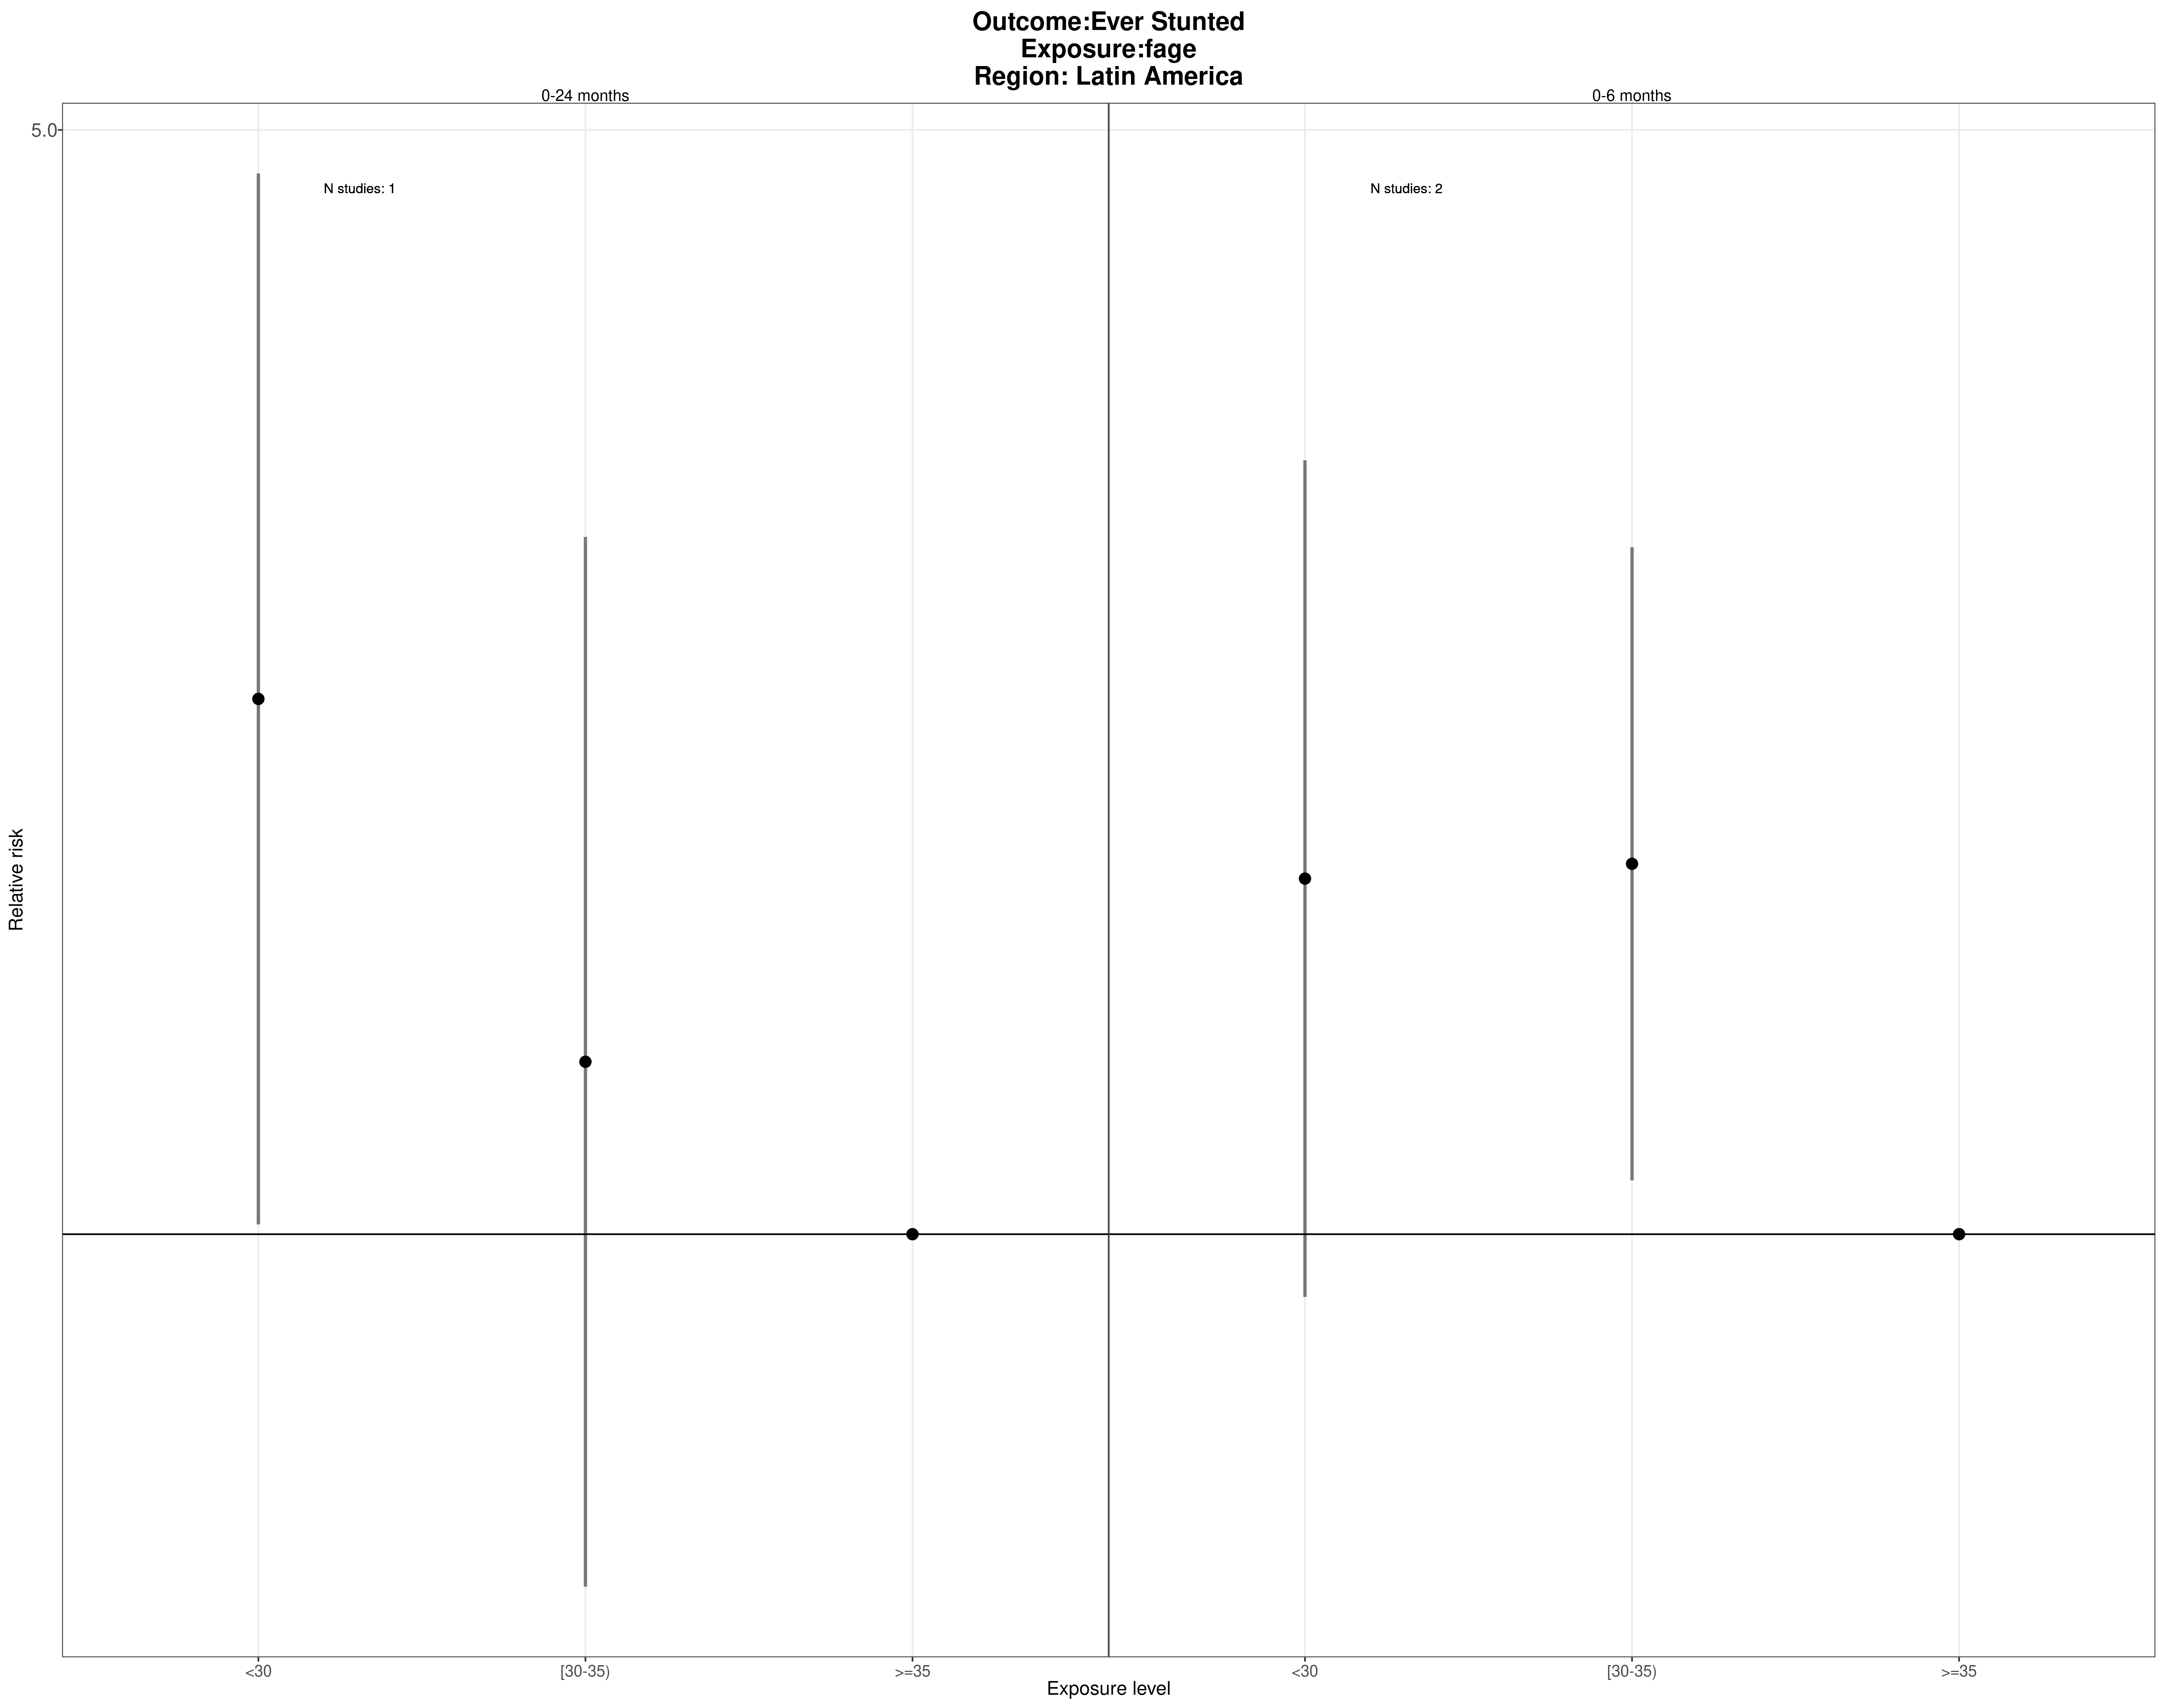 Outcome:Ever Stunted
Exposure:fage
Region: Latin America
0-24 months
0-6 months
5.0
N studies: 1
N studies: 2
Relative risk
<30
[30-35)
>=35
<30
[30-35)
>=35
Exposure level